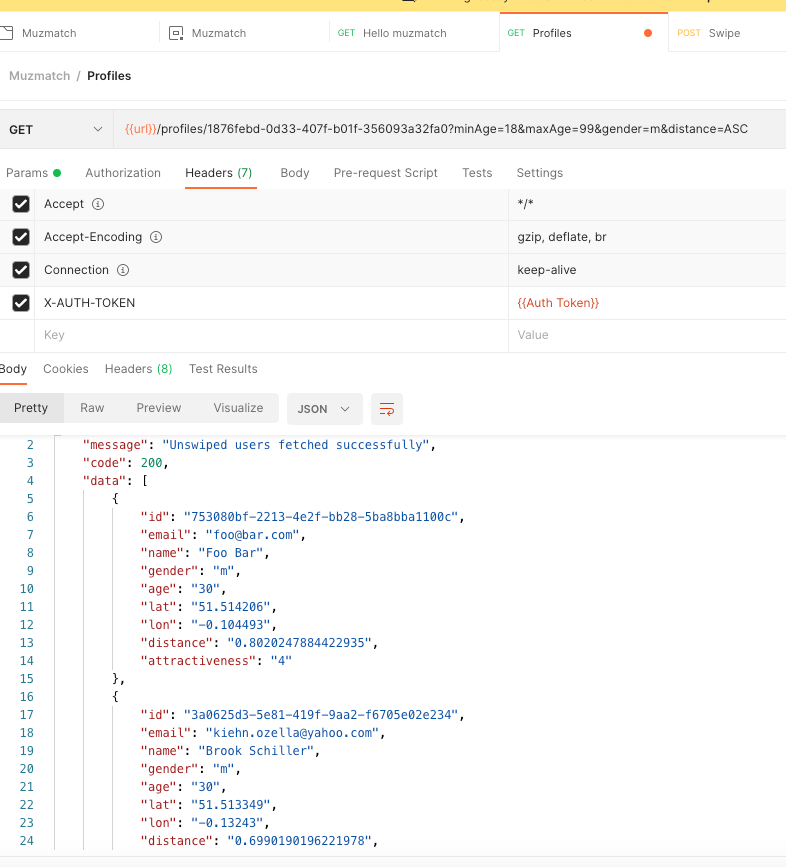 Muzmatch
Muzmatch
GET Hello muzmatch
GET Profiles
POST Swipe
Muzmatch / Profiles
GET {{url}}/profiles/1876febd-0d33-407f-b01f-356093a32fa0?minAge=18&maxAge=99&gender=m&distance=ASC
Params Authorization Headers (7) Body Pre-request Script Tests Settings
Accept */*
Accept-Encoding gzip, deflate, br
Connection keep-alive
X-AUTH-TOKEN {{Auth Token}}
Key Value
Body Cookies Headers (8) Test Results
Pretty Raw Preview Visualize JSON
2 "message": "Unswiped users fetched successfully",
3 "code": 200,
4 "data": [
5 {
6 "id": "753080bf-2213-4e2f-bb28-5ba8bba1100c",
7 "email": "foo@bar.com",
8 "name": "Foo Bar",
9 "gender": "m",
10 "age": "30",
11 "lat": "51.514206",
12 "lon": "-0.104493",
13 "distance": "0.8020247884422935",
14 "attractiveness": "4"
15 },
16 {
17 "id": "3a0625d3-5e81-419f-9aa2-f6705e02e234",
18 "email": "kiehn.ozella@yahoo.com",
19 "name": "Brook Schiller",
20 "gender": "m",
21 "age": "30",
22 "lat": "51.513349",
23 "lon": "-0.13243",
24 "distance": "0.6990190196221978",